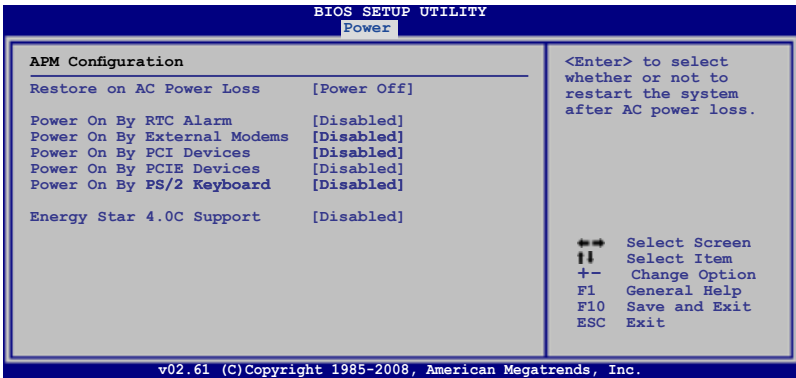 BIOS SETUP UTILITY
Power
APM Configuration
Restore on AC Power Loss [Power Off]
Power On By RTC Alarm [Disabled]
Power On By External Modems [Disabled]
Power On By PCI Devices [Disabled]
Power On By PCIE Devices [Disabled]
Power On By PS/2 Keyboard [Disabled]
Energy Star 4.0C Support [Disabled]
<Enter> to select
whether or not to
restart the system
after AC power loss.
←→ Select Screen
↑↓ Select Item
+- Change Option
F1 General Help
F10 Save and Exit
ESC Exit
v02.61 (C)Copyright 1985-2008, American Megatrends, Inc.